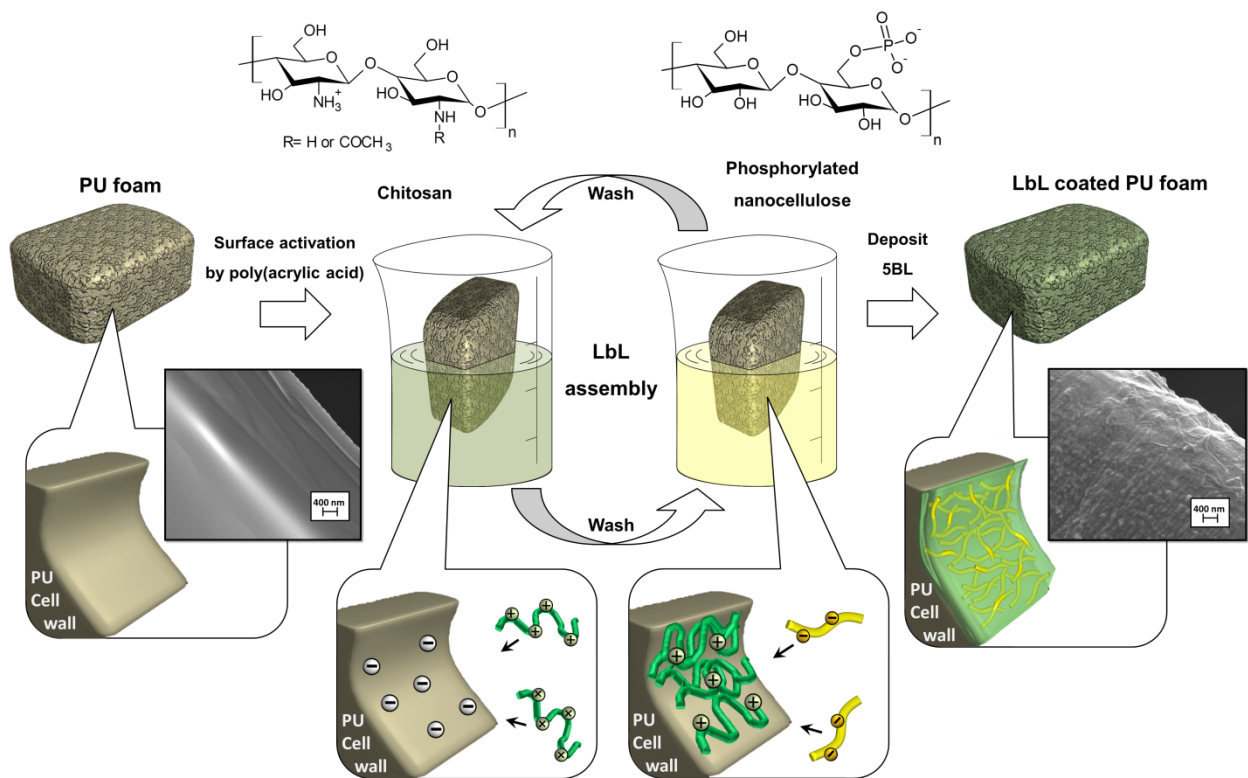 OH
O
HO
NH3
+
O
OH
O
HO
NH
R
O
n
R= H or COCH3
OH
O
HO
OH
O
O
P
O-
O-
O
O
HO
OH
O
n
PU foam
Surface activation
by poly(acrylic acid)
Chitosan
Wash
Phosphorylated
nanocellulose
Deposit
5BL
LbL coated PU foam
LbL
assembly
Wash
400 nm
PU
Cell
wall
PU
Cell
wall
PU
Cell
wall
400 nm
PU
Cell
wall